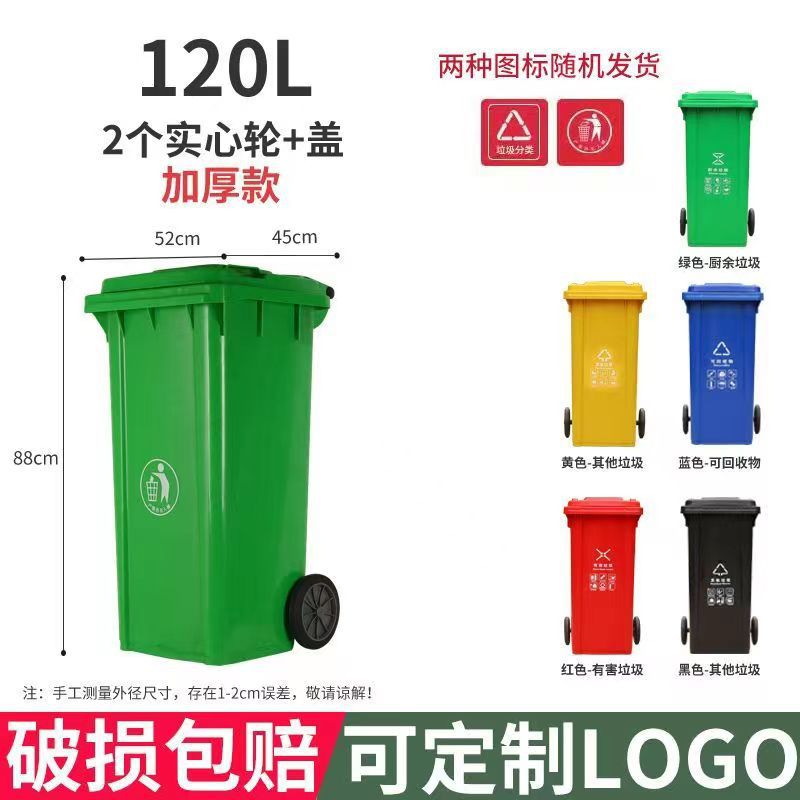 120L
2个实心轮+盖
加厚款
52cm
45cm
88cm
两种图标随机发货
垃圾分类
绿色-厨余垃圾
黄色-其他垃圾
蓝色-可回收物
可回收物
红色-有害垃圾
黑色-其他垃圾
注：手工测量外径尺寸，存在1-2cm误差，敬请谅解！
破损包赔
可定制LOGO